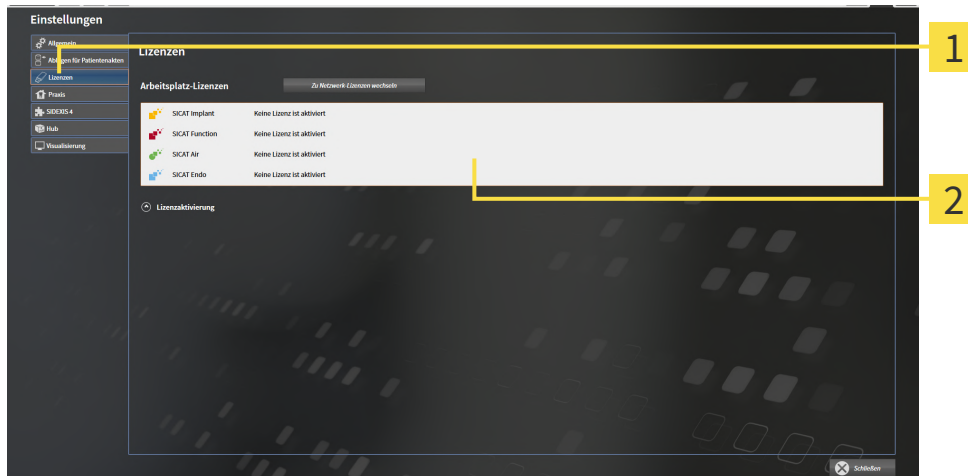 Einstellungen
Allgemein
Ablagen für Patientenakten
Lizenzen
Praxis
SIDEXIS 4
Hub
Visualisierung
Lizenzen
Arbeitsplatz-Lizenzen
Zu Netzwerk Lizenzen wechseln
SICAT Implant Keine Lizenz ist aktiviert
SICAT Function Keine Lizenz ist aktiviert
SICAT Air Keine Lizenz ist aktiviert
SICAT Endo Keine Lizenz ist aktiviert
Lizenzaktivierung
Schließen
1
2